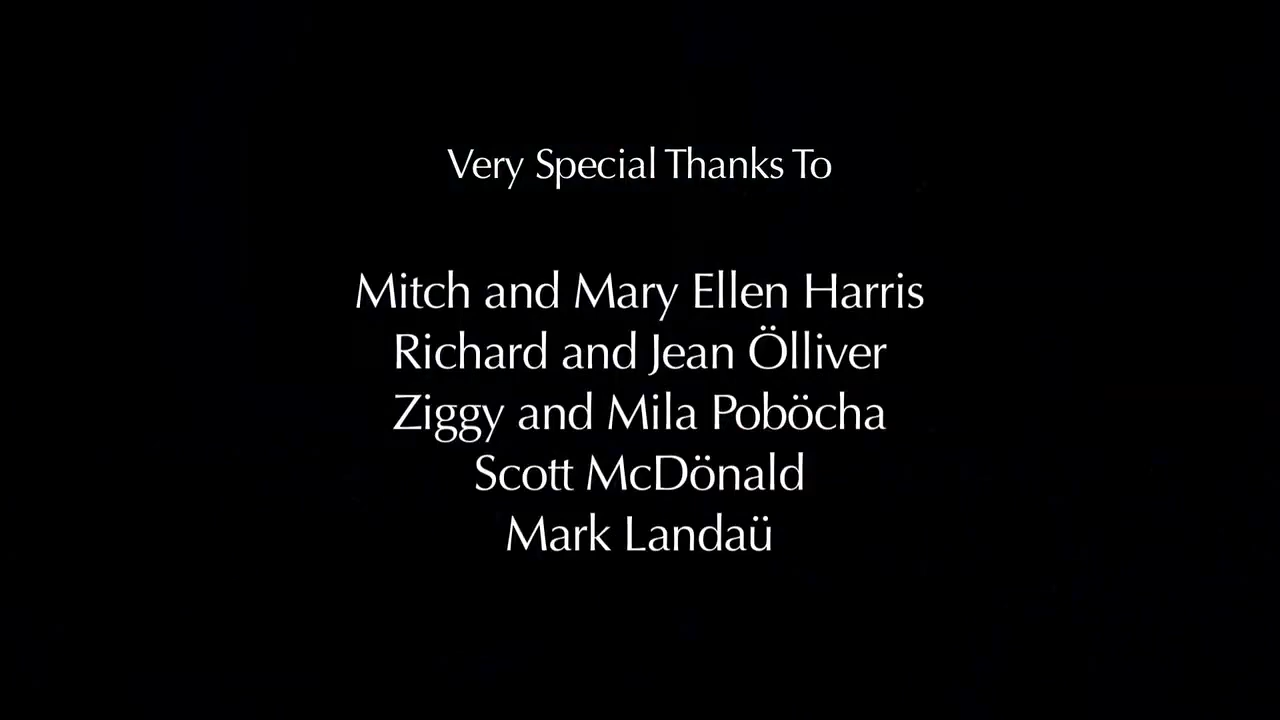 Very Special Thanks To
Mitch and Mary Ellen Harris
Richard and Jean Ölliver
Ziggy and Mila Poböcha
Scott McDönald
Mark Landaü